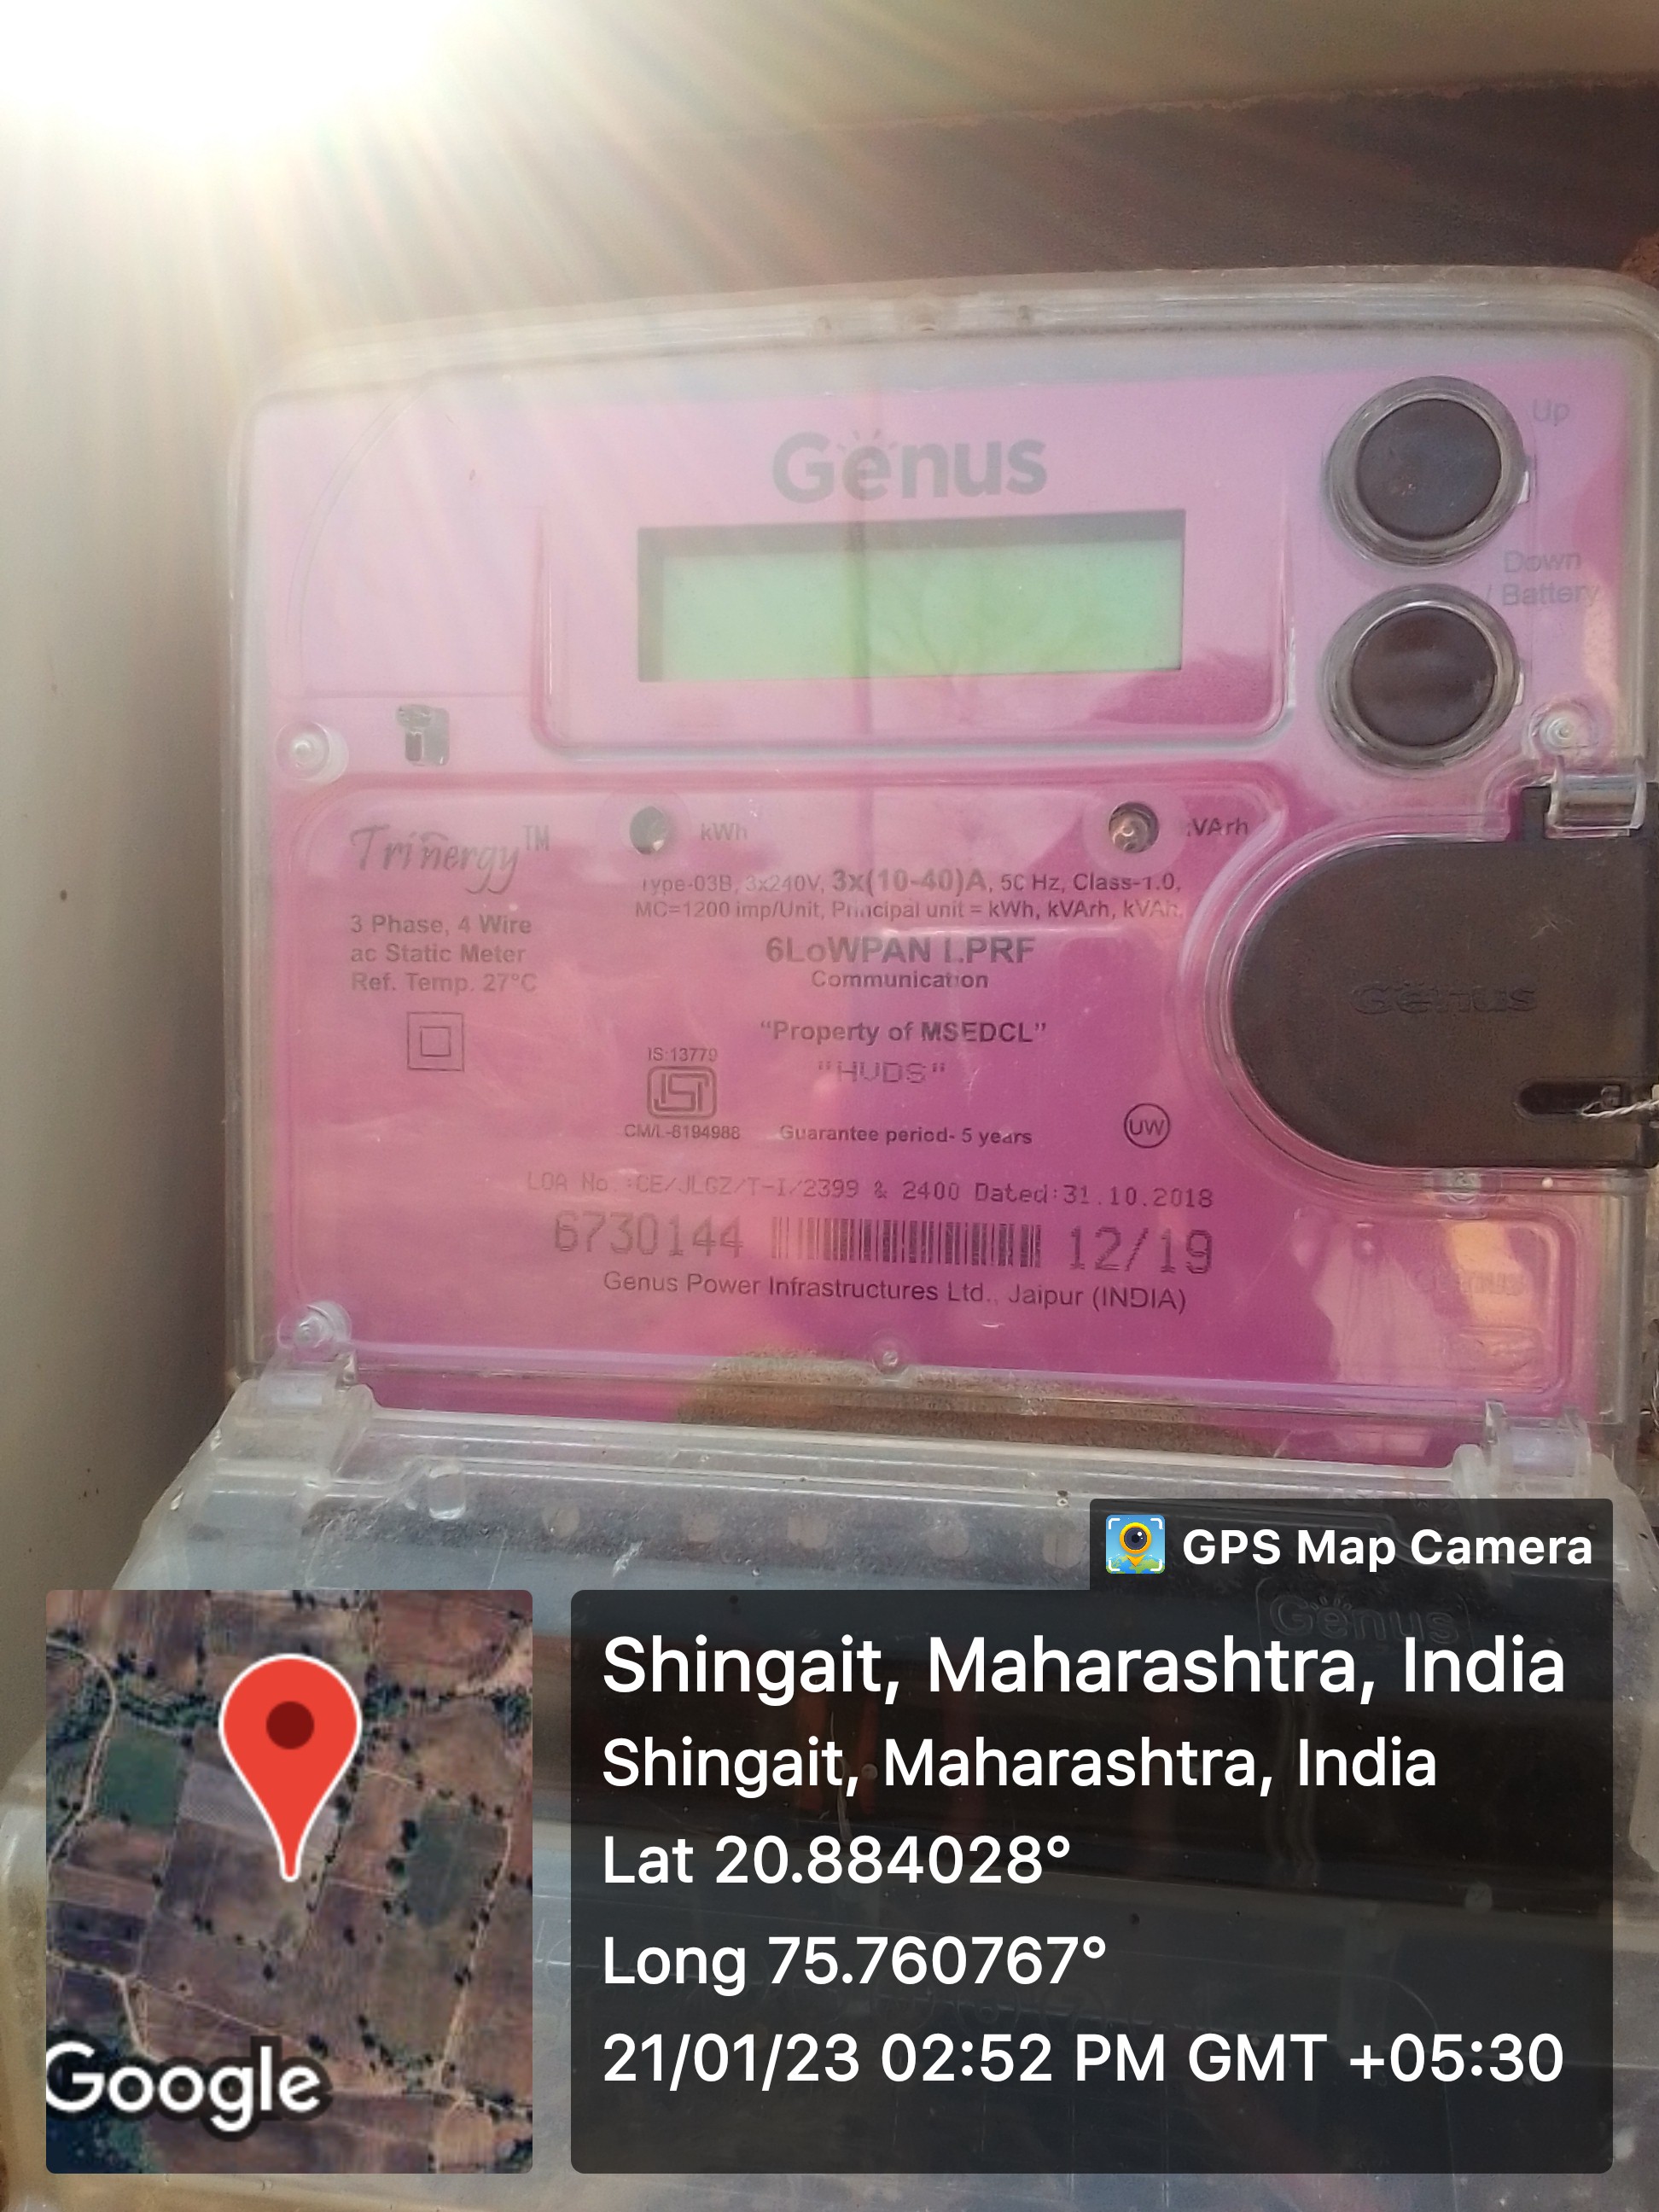 Genus
Up
Down
/ Battery
kWh
VArh
Trinergy™
Type-03B, 3x240V, 3x(10-40)A, 50 Hz, Class-1.0,
MC=1200 imp/Unit, Principal unit = kWh, kVArh, kVAh,
3 Phase, 4 Wire
ac Static Meter
Ref. Temp. 27°C
6LoWPAN LPRF
Communication
Genus
"Property of MSEDCL"
"HVDS"
IS:13779
CM/L-8194988
Guarantee period- 5 years
UW
LOA No.:CE/JLGZ/T-I/2399 & 2400 Dated:31.10.2018
6730144 12/19
Genus Power Infrastructures Ltd., Jaipur (INDIA)
GPS Map Camera
Genus
Shingait, Maharashtra, India
Shingait, Maharashtra, India
Lat 20.884028°
Long 75.760767°
21/01/23 02:52 PM GMT +05:30
Google